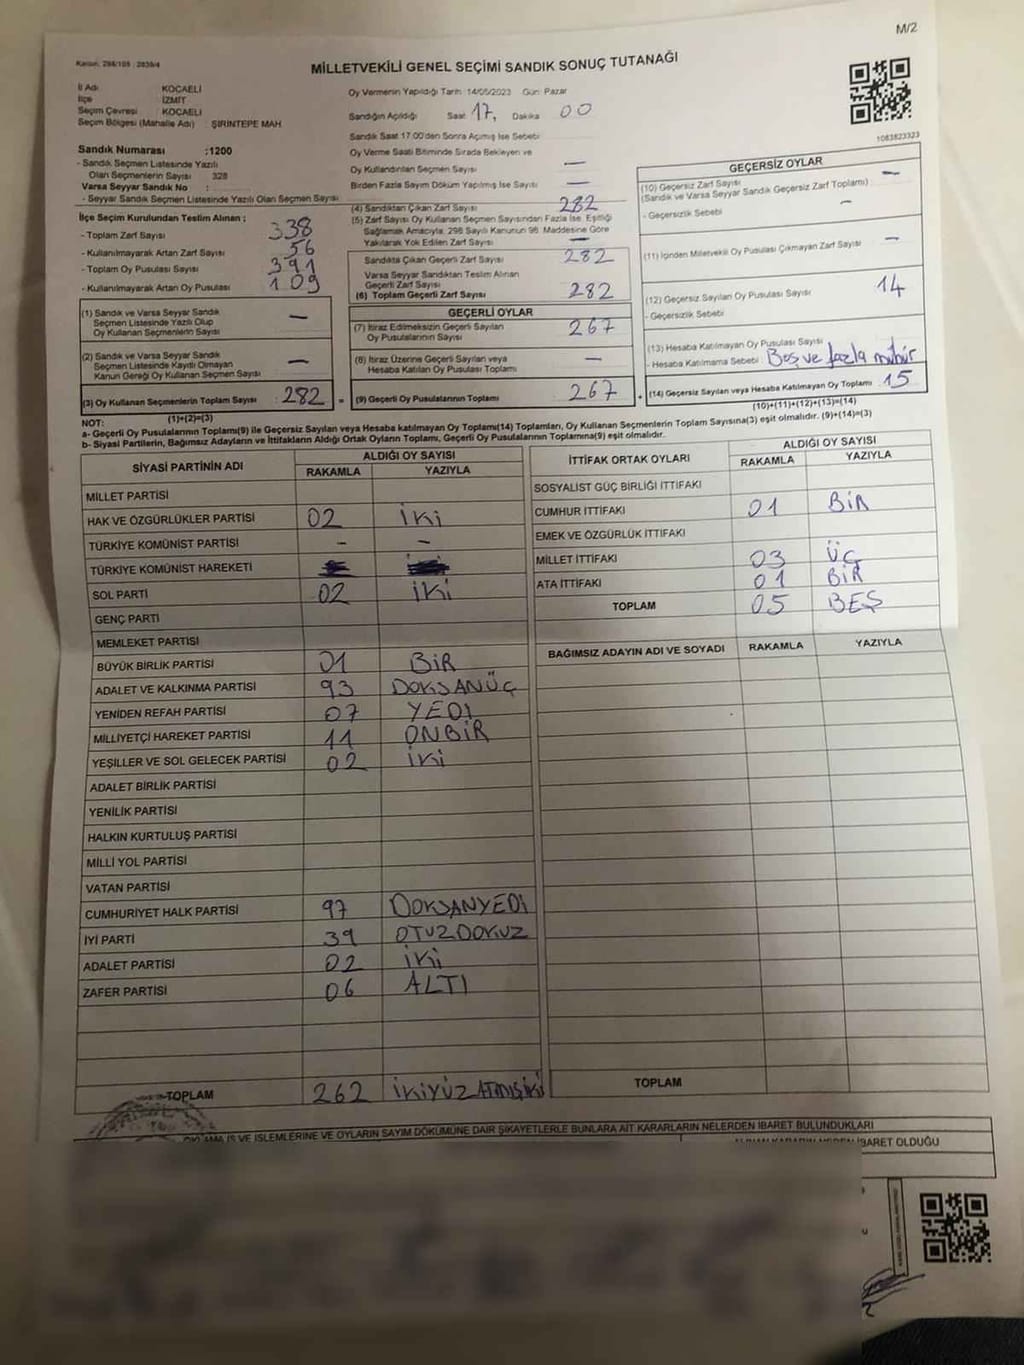 M/2
Kanun: 298/105 : 2839/4
MİLLETVEKİLİ GENEL SEÇİMİ SANDIK SONUÇ TUTANAĞI
İl Adı : KOCAELİ
İlçe : İZMİT
Seçim Çevresi : KOCAELİ
Seçim Bölgesi (Mahalle Adı) : ŞİRİNTEPE MAH
Oy Vermenin Yapıldığı Tarih :14/05/2023 Gün: Pazar
Sandığın Açıldığı Saat 17, Dakika 00
Sandık Saat 17.00'den Sonra Açımış İse Sebebi
Oy Verme Saati Bitiminde Sırada Bekleyen ve
Oy Kullandırılan Seçmen Sayısı —
Birden Fazla Sayım Döküm Yapılmış İse Sayısı —
1083823323
Sandık Numarası :1200
- Sandık Seçmen Listesinde Yazılı
Olan Seçmenlerin Sayısı 328
Varsa Seyyar Sandık No :
- Seyyar Sandık Seçmen Listesinde Yazılı Olan Seçmen Sayısı
İlçe Seçim Kurulundan Teslim Alınan ;
- Toplam Zarf Sayısı 338
- Kullanılmayarak Artan Zarf Sayısı 56
- Toplam Oy Pusulası Sayısı 391
- Kullanılmayarak Artan Oy Pusulası 109
(1) Sandık ve Varsa Seyyar Sandık
Seçmen Listesinde Yazılı Olup
Oy Kullanan Seçmenlerin Sayısı —
(2) Sandık ve Varsa Seyyar Sandık
Seçmen Listesinde Kayıtlı Olmayan
Kanun Gereği Oy Kullanan Seçmen Sayısı —
(3) Oy Kullanan Seçmenlerin Toplam Sayısı 282
(1)+(2)=(3)
(4) Sandıktan Çıkan Zarf Sayısı 282
(5) Zarf Sayısı Oy Kullanan Seçmen Sayısından Fazla İse, Eşitliği
Sağlamak Amacıyla, 298 Sayılı Kanunun 98. Maddesine Göre
Yakılarak Yok Edilen Zarf Sayısı —
Sandıkta Çıkan Geçerli Zarf Sayısı 282
Varsa Seyyar Sandıktan Teslim Alınan
Geçerli Zarf Sayısı
(6) Toplam Geçerli Zarf Sayısı 282
GEÇERLİ OYLAR
(7) İtiraz Edilmeksizin Geçerli Sayılan
Oy Pusulalarının Sayısı 267
(8) İtiraz Üzerine Geçerli Sayılan veya
Hesaba Katılan Oy Pusulası Toplamı —
= (9) Geçerli Oy Pusulalarının Toplamı 267
GEÇERSİZ OYLAR
(10) Geçersiz Zarf Sayısı —
(Sandık ve Varsa Seyyar Sandık Geçersiz Zarf Toplamı)
- Geçersizlik Sebebi —
(11) İçinden Milletvekili Oy Pusulası Çıkmayan Zarf Sayısı —
(12) Geçersiz Sayılan Oy Pusulası Sayısı 14
- Geçersizlik Sebebi
(13) Hesaba Katılmayan Oy Pusulası Sayısı
- Hesaba Katılmama Sebebi Boş ve fazla mühür
+ (14) Geçersiz Sayılan veya Hesaba Katılmayan Oy Toplamı 15
(10)+(11)+(12)+(13)=(14)
NOT:
a- Geçerli Oy Pusulalarının Toplamı(9) ile Geçersiz Sayılan veya Hesaba katılmayan Oy Toplamı(14) Toplamları, Oy Kullanan Seçmenlerin Toplam Sayısına(3) eşit olmalıdır. (9)+(14)=(3)
b- Siyasi Partilerin, Bağımsız Adayların ve İttifakların Aldığı Ortak Oyların Toplamı, Geçerli Oy Pusulalarının Toplamına(9) eşit olmalıdır.
SİYASİ PARTİNİN ADI ALDIĞI OY SAYISI
RAKAMLA YAZIYLA
MİLLET PARTİSİ
HAK VE ÖZGÜRLÜKLER PARTİSİ 02 İKİ
TÜRKİYE KOMÜNİST PARTİSİ - -
TÜRKİYE KOMÜNİST HAREKETİ
SOL PARTİ 02 İKİ
GENÇ PARTİ
MEMLEKET PARTİSİ
BÜYÜK BİRLİK PARTİSİ 01 BİR
ADALET VE KALKINMA PARTİSİ 93 DOKSANÜÇ
YENİDEN REFAH PARTİSİ 07 YEDİ
MİLLİYETÇİ HAREKET PARTİSİ 11 ONBİR
YEŞİLLER VE SOL GELECEK PARTİSİ 02 İKİ
ADALET BİRLİK PARTİSİ
YENİLİK PARTİSİ
HALKIN KURTULUŞ PARTİSİ
MİLLİ YOL PARTİSİ
VATAN PARTİSİ
CUMHURİYET HALK PARTİSİ 97 DOKSANYEDİ
İYİ PARTİ 39 OTUZDOKUZ
ADALET PARTİSİ 02 İKİ
ZAFER PARTİSİ 06 ALTI
TOPLAM 262 İKİYÜZATMIŞİKİ
İTTİFAK ORTAK OYLARI ALDIĞI OY SAYISI
RAKAMLA YAZIYLA
SOSYALİST GÜÇ BİRLİĞİ İTTİFAKI
CUMHUR İTTİFAKI 01 BİR
EMEK VE ÖZGÜRLÜK İTTİFAKI
MİLLET İTTİFAKI 03 ÜÇ
ATA İTTİFAKI 01 BİR
TOPLAM 05 BEŞ
BAĞIMSIZ ADAYIN ADI VE SOYADI RAKAMLA YAZIYLA
TOPLAM
İŞ VE İŞLEMLERİNE VE OYLARIN SAYIM DÖKÜMÜNE DAİR ŞİKAYETLERLE BUNLARA AİT KARARLARIN NELERDEN İBARET BULUNDUKLARI
İBARET OLDUĞU